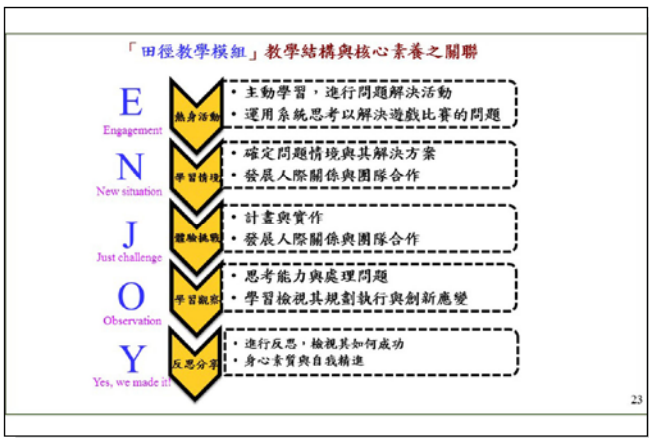 「田徑教學模組」教學結構與核心素養之關聯
E
Engagement
熱身活動
• 主動學習，進行問題解決活動
• 運用系統思考以解決遊戲比賽的問題
N
New situation
學習情境
• 確定問題情境與其解決方案
• 發展人際關係與團隊合作
J
Just challenge
體驗挑戰
• 計畫與實作
• 發展人際關係與團隊合作
O
Observation
學習觀察
• 思考能力與處理問題
• 學習檢視其規劃執行與創新應變
Y
Yes, we made it!
反思分享
• 進行反思，檢視其如何成功
• 身心素質與自我精進
23